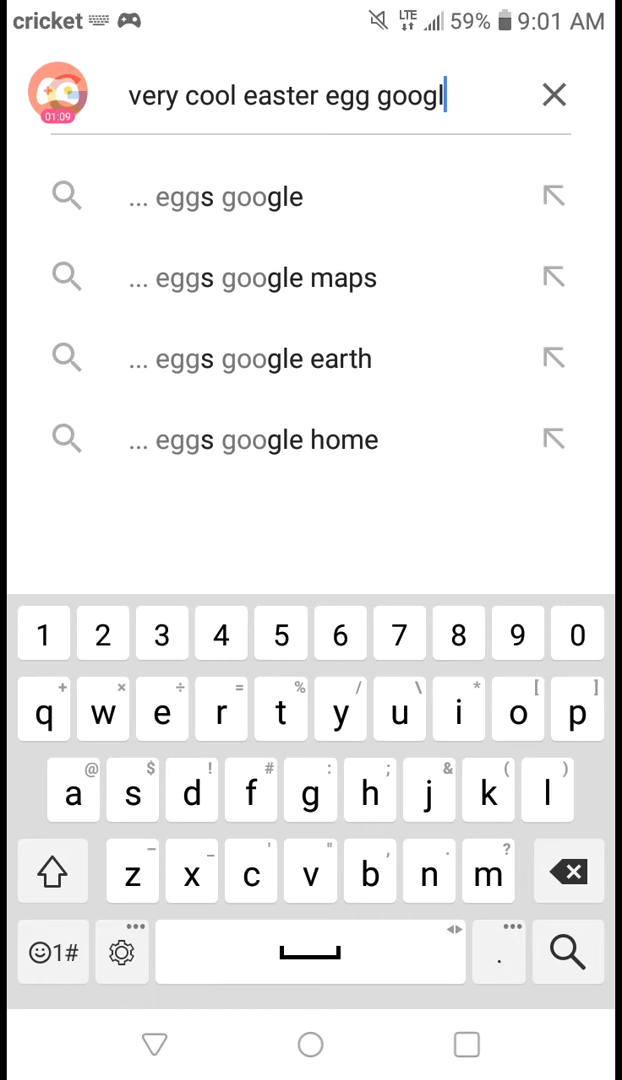 cricket LTE 59% 9:01 AM
very cool easter egg googl
01:09
... eggs google
... eggs google maps
... eggs google earth
... eggs google home
1 2 3 4 5 6 7 8 9 0
+ × ÷ = % / \ * [ ]
q w e r t y u i o p
@ $ ! # : ; & ( )
a s d f g h j k l
– _ ' " , . ?
z x c v b n m
1# .